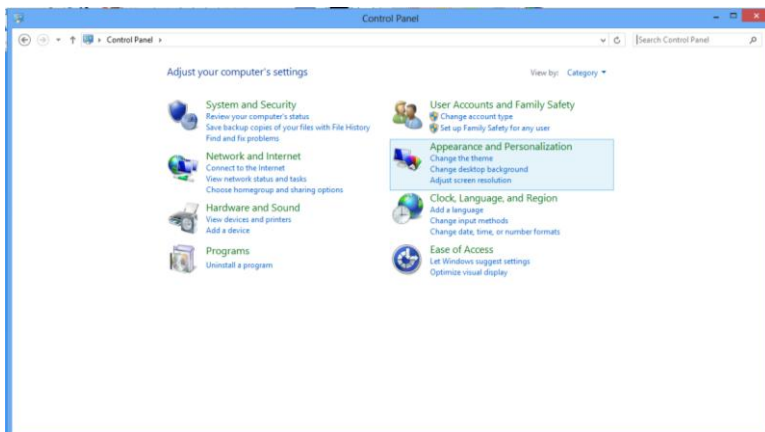 Control Panel
Control Panel
Search Control Panel
Adjust your computer's settings
View by: Category
System and Security
Review your computer's status
Save backup copies of your files with File History
Find and fix problems
Network and Internet
Connect to the Internet
View network status and tasks
Choose homegroup and sharing options
Hardware and Sound
View devices and printers
Add a device
Programs
Uninstall a program
User Accounts and Family Safety
Change account type
Set up Family Safety for any user
Appearance and Personalization
Change the theme
Change desktop background
Adjust screen resolution
Clock, Language, and Region
Add a language
Change input methods
Change date, time, or number formats
Ease of Access
Let Windows suggest settings
Optimize visual display